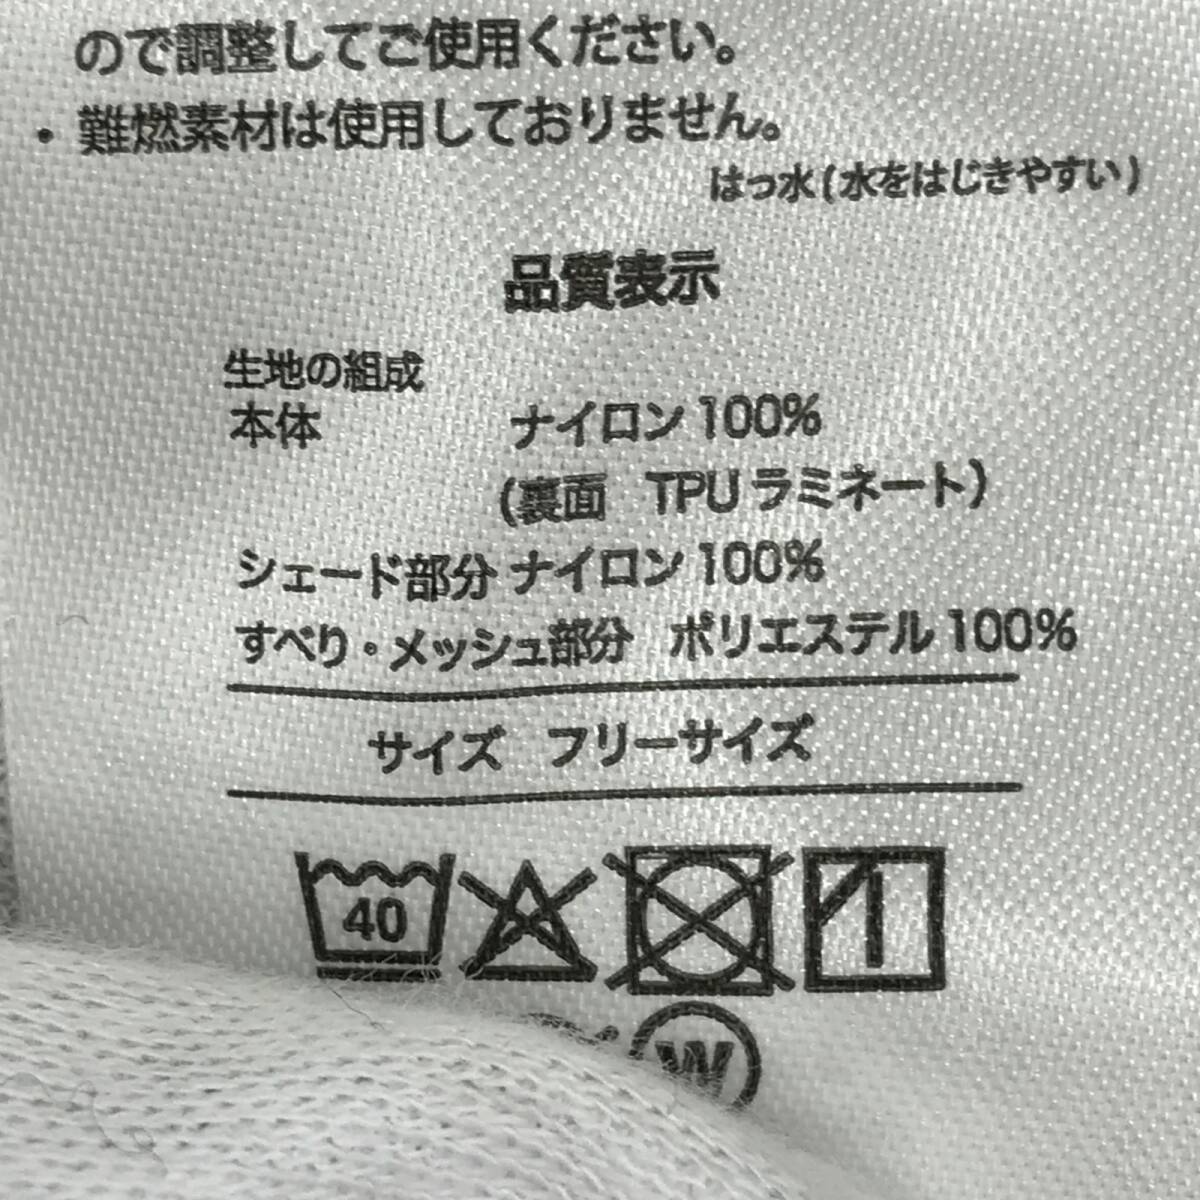 ので調整してご使用ください。
・難燃素材は使用しておりません。
はっ水(水をはじきやすい)
品質表示
生地の組成
本体 ナイロン100%
(裏面 TPUラミネート)
シェード部分 ナイロン100%
すべり・メッシュ部分 ポリエステル100%
サイズ フリーサイズ
40
W